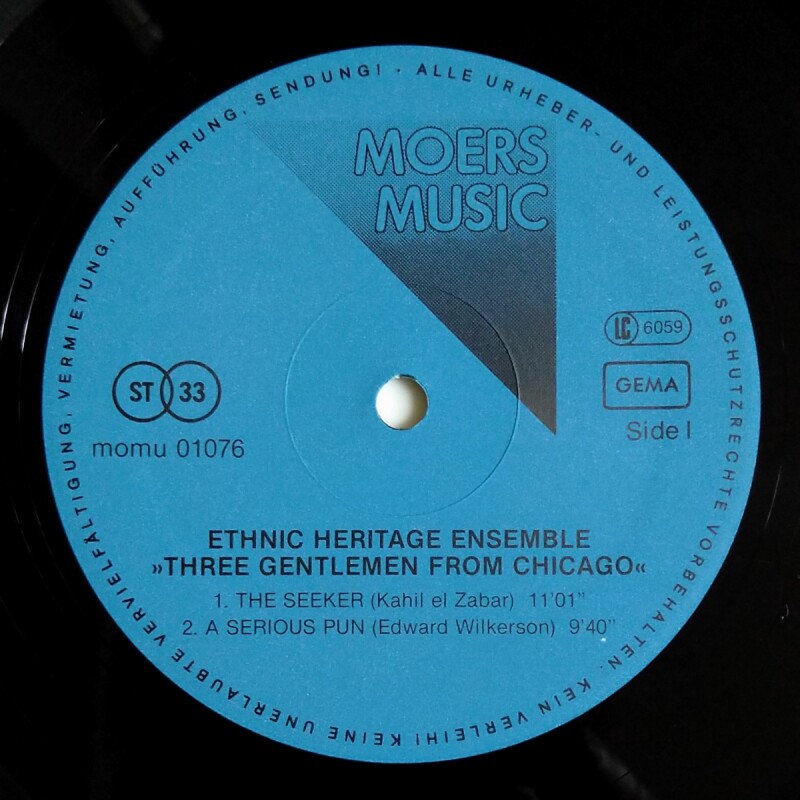 ALLE URHEBER- UND LEISTUNGSSCHUTZRECHTE VORBEHALTEN. KEIN VERLEIH! KEINE UNERLAUBTE VERVIELFÄLTIGUNG, VERMIETUNG, AUFFÜHRUNG, SENDUNG! ·
MOERS
MUSIC
LC 6059
GEMA
Side I
ST 33
momu 01076
ETHNIC HERITAGE ENSEMBLE
»THREE GENTLEMEN FROM CHICAGO«
1. THE SEEKER (Kahil el Zabar) 11'01"
2. A SERIOUS PUN (Edward Wilkerson) 9'40"